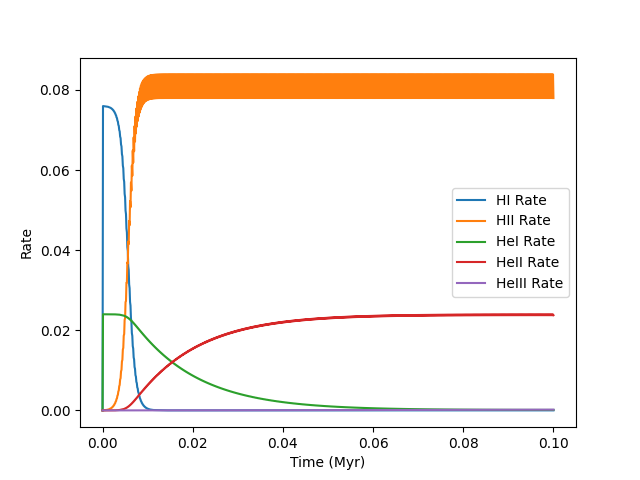 0.08
0.06
0.04
0.02
0.00
Rate
HI Rate
HII Rate
HeI Rate
HeII Rate
HeIII Rate
0.00 0.02 0.04 0.06 0.08 0.10
Time (Myr)